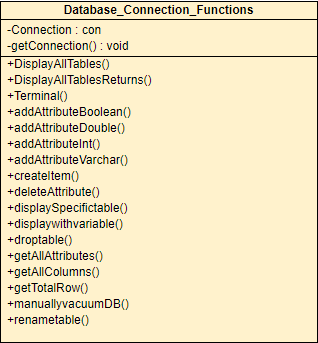 Database_Connection_Functions
-Connection : con
-getConnection() : void
+DisplayAllTables()
+DisplayAllTablesReturns()
+Terminal()
+addAttributeBoolean()
+addAttributeDouble()
+addAttributeInt()
+addAttributeVarchar()
+createItem()
+deleteAttribute()
+displaySpecifictable()
+displaywithvariable()
+droptable()
+getAllAttributes()
+getAllColumns()
+getTotalRow()
+manuallyvacuumDB()
+renametable()